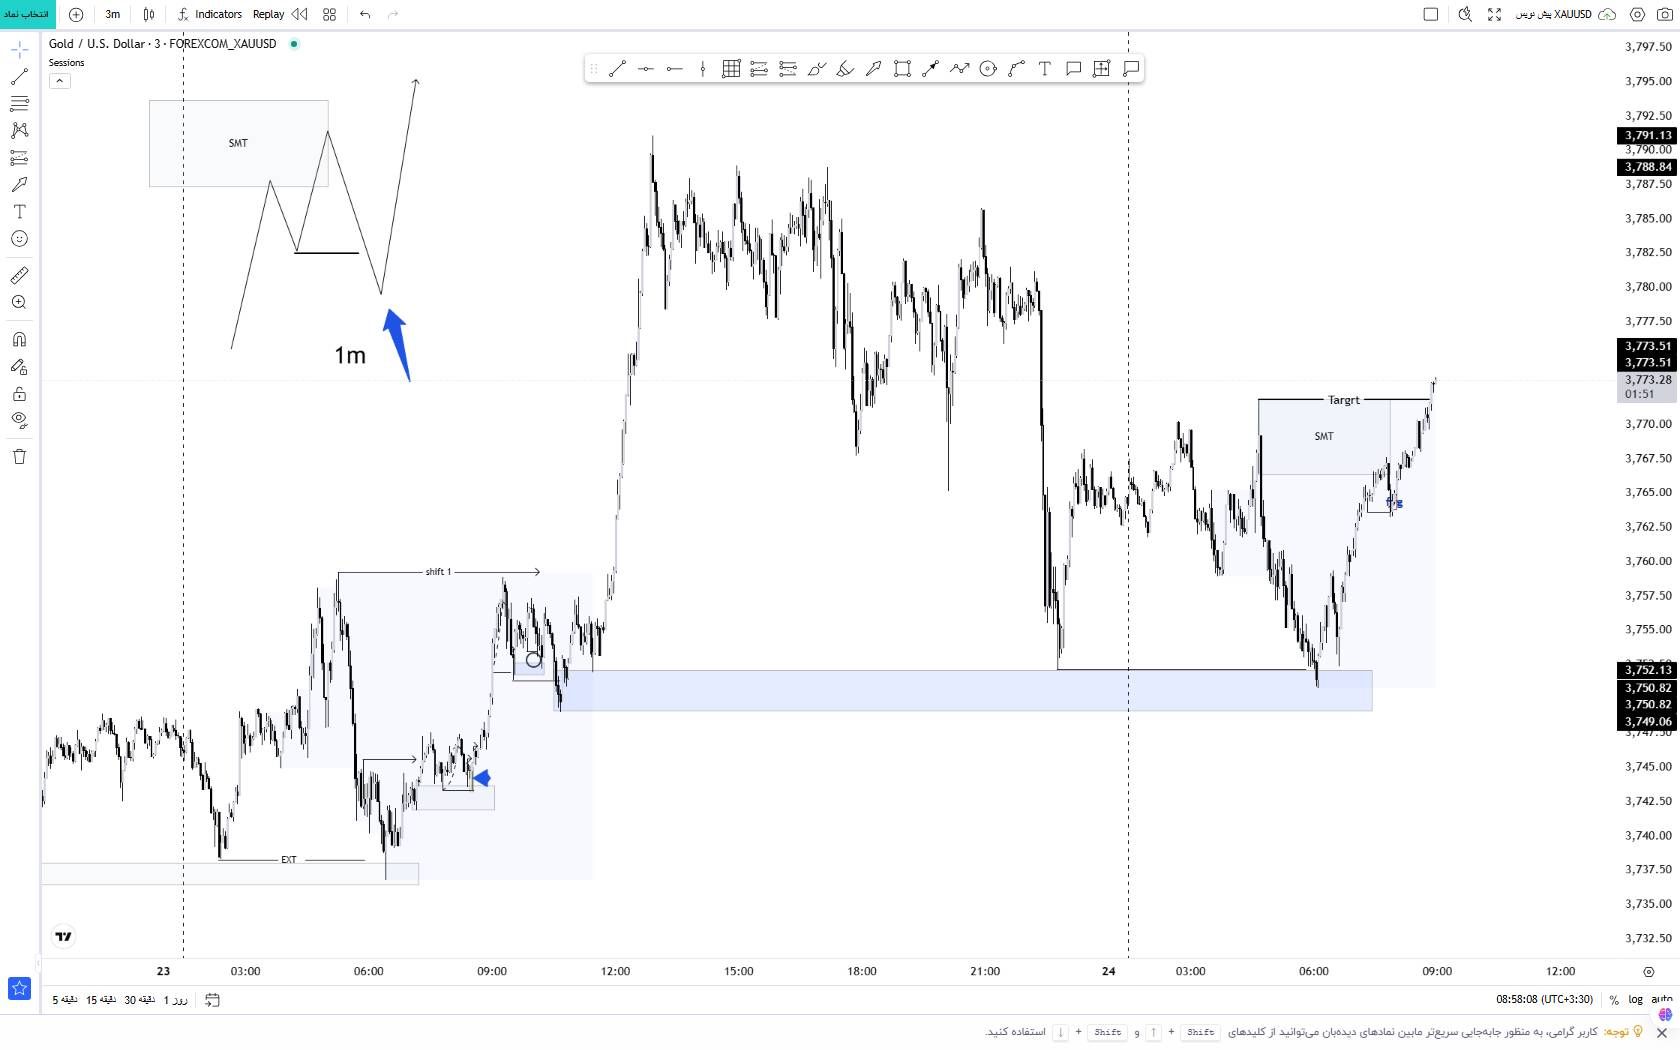 انتخاب نماد
3m
Indicators
Replay
XAUUSD پیش نویس
Gold / U.S. Dollar · 3 · FOREXCOM_XAUUSD
Sessions
SMT
1m
shift 1
EXT
Targrt
SMT
3,797.50
3,795.00
3,792.50
3,791.13
3,790.00
3,788.84
3,787.50
3,785.00
3,782.50
3,780.00
3,777.50
3,773.51
3,773.51
3,773.28
01:51
3,770.00
3,767.50
3,765.00
3,762.50
3,760.00
3,757.50
3,755.00
3,752.13
3,750.82
3,750.82
3,749.06
3,747.50
3,745.00
3,742.50
3,740.00
3,737.50
3,735.00
3,732.50
23 03:00 06:00 09:00 12:00 15:00 18:00 21:00 24 03:00 06:00 09:00 12:00
5 دقیقه 15 دقیقه 30 دقیقه 1 روز
08:58:08 (UTC+3:30) % log auto
توجه: کاربر گرامی، به منظور جابه‌جایی سریع‌تر مابین نمادهای دیده‌بان می‌توانید از کلیدهای Shift + ↑ و Shift + ↓ استفاده کنید.